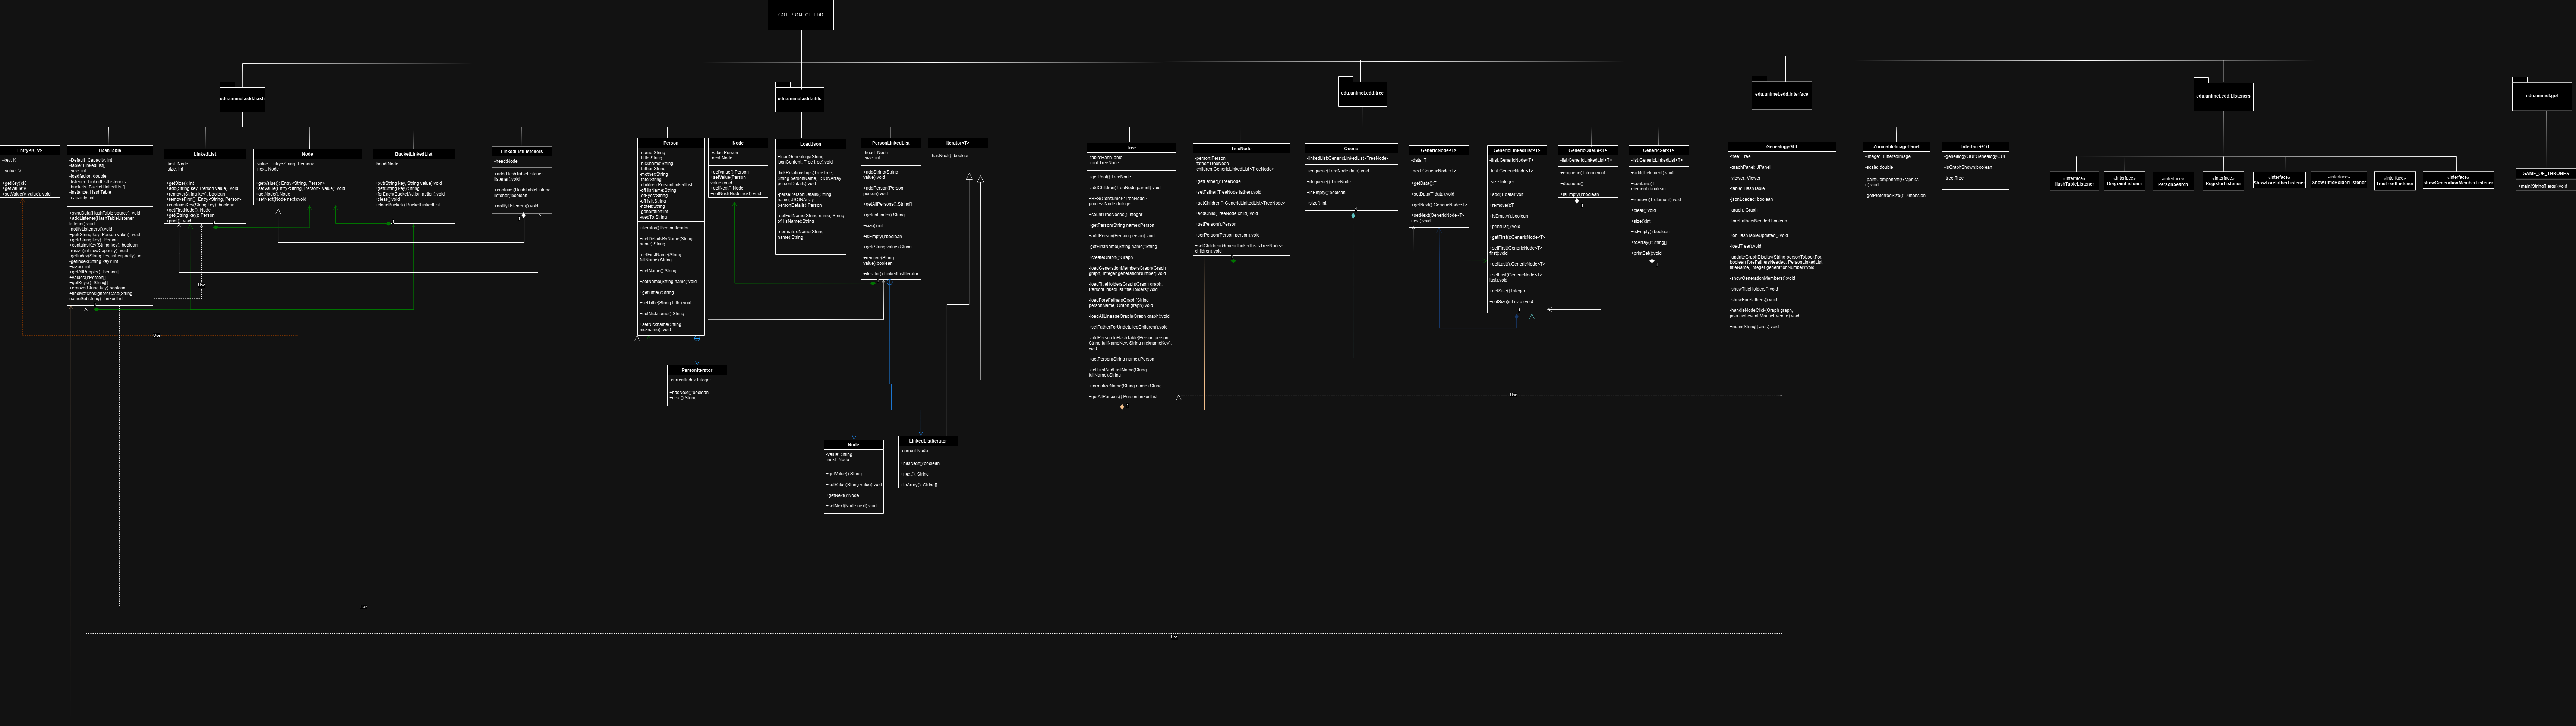 GOT_PROJECT_EDD
edu.unimet.edd.hash
edu.unimet.edd.utils
edu.unimet.edd.tree
edu.unimet.edd.interface
edu.unimet.edd.Listeners
edu.unimet.got
Entry<K, V>
-key: K
- value: V
+getKey():K
+getValue:V
+setValue(V value): void
HashTable
-Default_Capacity: int
-table: LinkedList[]
-size: int
-loadfactor: double
-listener: LinkedListListeners
-buckets: BucketLinkedList[]
-instance: HashTable
-capacity: int
+syncData(HashTable source): void
+addListener(HashTableListener
listener):void
-notifyListeners():void
+put(String key, Person value): void
+get(String key): Person
+containsKey(String key): boolean
-resize(int newCapacity): void
-getIndex(String key, int capacity): int
-getIndex(String key): int
+size(): int
+getAllPeople(): Person[]
+values():Person[]
+getKeys(): String[]
+remove(String key):boolean
+findMatchesIgnoreCase(String
nameSubstring): LinkedList
LinkedList
-first: Node
-size: Int
+getSize(): int
+add(String key, Person value): void
+remove(String key): boolean
+removeFirst(): Entry<String, Person>
+containsKey(String key): boolean
+getFirstNode(): Node
+get(String key): Person
+print(): void
1
Node
-value: Entry<String, Person>
-next: Node
+getValue(): Entry<String, Person>
+setValue(Entry<String, Person> value): void
+getNode(): Node
+setNext(Node next):void
BucketLinkedList
-head:Node
+put(String key, String value):void
+get(String key):String
+forEach(BucketAction action):void
+clear():void
+cloneBucket():BucketLinkedList
1
LinkedListListeners
-head:Node
+add(HashTableListener
listener):void
+contains(HashTableListener
listener):boolean
+notifyListeners():void
Use
Use
Person
-name:String
-title:String
-nickname:String
-father:String
-mother:String
-fate:String
-children:PersonLinkedList
-ofHisName:String
-ofEyes:String
-ofHair:String
-notes:String
-generation:int
-wedTo:String
+iterator():PersonIterator
+getDetailsByName(String
name):String
-getFirstName(String
fullName):String
+getName():String
+setName(String name):void
+getTittle():String
+setTittle(String title):void
+getNickname():String
+setNickname(String
nickname): void
Node
-value:Person
-next:Node
+getValue():Person
+setValue(Person
value):void
+getNext():Node
+setNext(Node next):void
LoadJson
+loadGenealogy(String
jsonContent, Tree tree):void
-linkRelationships(Tree tree,
String personName, JSONArray
personDetails):void
-parsePersonDetails(String
name, JSONArray
personDetails):Person
-getFullName(String name, String
ofHisName):String
-normalizeName(String
name):String
PersonLinkedList
-head: Node
-size: int
+addString(String
value):void
+addPerson(Person
person):void
+getAllPersons():String[]
+get(int index):String
+size():int
+isEmpty():boolean
+get(String value):String
+remove(String
value):boolean
+iterator():LinkedListIterator
Iterator<T>
-hasNext(): boolean
PersonIterator
-currentIndex:Integer
+hasNext():boolean
+next():String
Node
-value: String
-next: Node
+getValue():String
+setValue(String value):void
+getNext():Node
+setNext(Node next):void
LinkedListIterator
-current:Node
+hasNext():boolean
+next(): String
+toArray(): String[]
Use
Tree
-table:HashTable
-root:TreeNode
+getRoot():TreeNode
+addChildren(TreeNode parent):void
+BFS(Consumer<TreeNode>
processNode):Integer
+countTreeNodes():Integer
+getPerson(String name):Person
+addPerson(Person person):void
-getFirstName(String name):String
+createGraph():Graph
-loadGenerationMembersGraph(Graph
graph, Integer generationNumber):void
-loadTitleHoldersGraph(Graph graph,
PersonLinkedList titleHolders):void
-loadForeFathersGraph(String
personName, Graph graph):void
-loadAllLineageGraph(Graph graph):void
+setFatherForUndetailedChildren():void
-addPersonToHashTable(Person person,
String fullNameKey, String nicknameKey):
void
+getPerson(String name):Person
-getFirstAndLastName(String
fullName):String
-normalizeName(String name):String
+getAllPersons():PersonLinkedList
1
TreeNode
-person:Person
-father:TreeNode
-children:GenericLinkedList<TreeNode>
+getFather():TreeNode
+setFather(TreeNode father):void
+getChildren():GenericLinkedList<TreeNode>
+addChild(TreeNode child):void
+getPerson():Person
+serPerson(Person person):void
+setChildren(GenericLinkedList<TreeNode>
children):void
Queue
-linkedList:GenericLinkedList<TreeNode>
+enqueue(TreeNode data):void
+dequeue():TreeNode
+isEmpty():boolean
+size():int
GenericNode<T>
-data: T
-next:GenericNode<T>
+getData():T
+setData(T data):void
+getNext():GenericNode<T>
+setNext(GenericNode<T>
next):void
GenericLinkedList<T>
-first:GenericNode<T>
-last:GenericNode<T>
-size:Integer
+add(T data):void
+remove():T
+isEmpty():boolean
+printList():void
+getFirst():GenericNode<T>
+setFirst(GenericNode<T>
first):void
+getLast():GenericNode<T>
+setLast(GenericNode<T>
last):void
+getSize():Integer
+setSize(int size):void
1
GenericQueue<T>
-list:GenericLinkedList<T>
+enqueue(T item):void
+dequeue(): T
+isEmpty():boolean
1
GenericSet<T>
-list:GenericLinkedList<T>
+add(T element):void
+contains(T
element):boolean
+remove(T element):void
+clear():void
+size():int
+isEmpty():boolean
+toArray():String[]
+printSet():void
1
GenealogyGUI
-tree: Tree
-graphPanel: JPanel
-viewer: Viewer
-table: HashTable
-jsonLoaded: boolean
-graph: Graph
-foreFathersNeeded:boolean
+onHashTableUpdated():void
-loadTree():void
-updateGraphDisplay(String personToLookFor,
boolean foreFathersNeeded, PersonLinkedList
titleName, Integer generationNumber):void
-showGenerationMembers():void
-showTitleHolders():void
-showForefathers():void
-handleNodeClick(Graph graph,
java.awt.event.MouseEvent e):void
+main(String[] args):void
ZoomableImagePanel
-image: BufferedImage
-scale: double
-paintComponent(Graphics
g):void
-getPreferredSize():Dimension
InterfaceGOT
-genealogyGUI:GenealogyGUI
-isGraphShown:boolean
-tree:Tree
Use
Use
«interface»
HashTableListener
«interface»
DiagramListener
«interface»
PersonSearch
«interface»
RegisterListener
«interface»
ShowForefatherListener
«interface»
ShowTittleHoldersListener
«interface»
TreeLoadListener
«interface»
showGenerationMemberListener
GAME_OF_THRONES
+main(String[] args):void